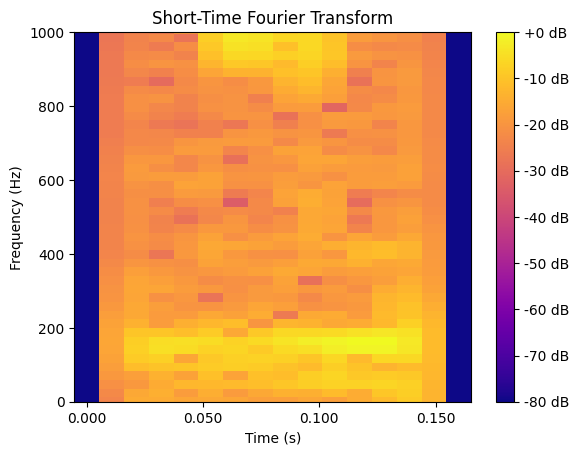 Short-Time Fourier Transform
1000
800
600
400
200
0
Frequency (Hz)
0.000
0.050
0.100
0.150
Time (s)
+0 dB
-10 dB
-20 dB
-30 dB
-40 dB
-50 dB
-60 dB
-70 dB
-80 dB